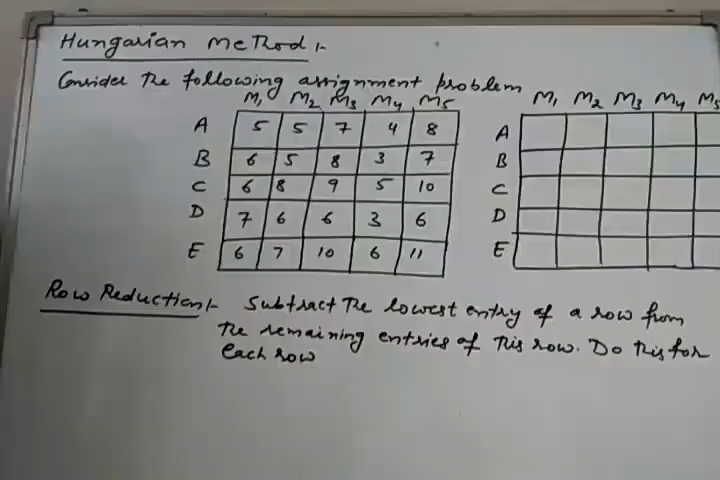 Hungarian Method :-
Consider the following assignment problem
M1 M2 M3 M4 M5
A 5 5 7 4 8
B 6 5 8 3 7
C 6 8 9 5 10
D 7 6 6 3 6
E 6 7 10 6 11
M1 M2 M3 M4 M5
A
B
C
D
E
Row Reduction :- Subtract the lowest entry of a row from
the remaining entries of this row. Do this for
each row